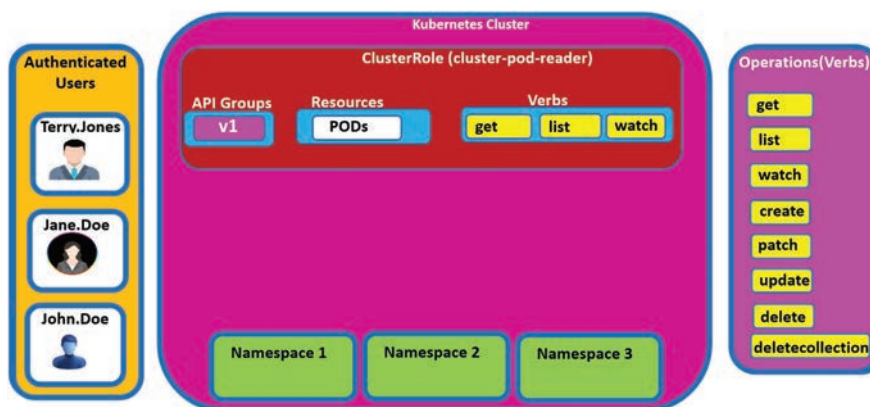 Authenticated
Users
Terry.Jones
Jane.Doe
John.Doe
Kubernetes Cluster
ClusterRole (cluster-pod-reader)
API Groups
v1
Resources
PODs
Verbs
get
list
watch
Namespace 1
Namespace 2
Namespace 3
Operations(Verbs)
get
list
watch
create
patch
update
delete
deletecollection